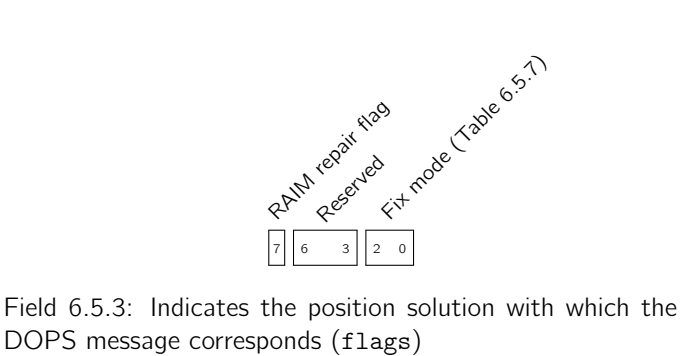 RAIM repair flag
Reserved
Fix mode (Table 6.5.7)
7 6 3 2 0
Field 6.5.3: Indicates the position solution with which the
DOPS message corresponds (flags)